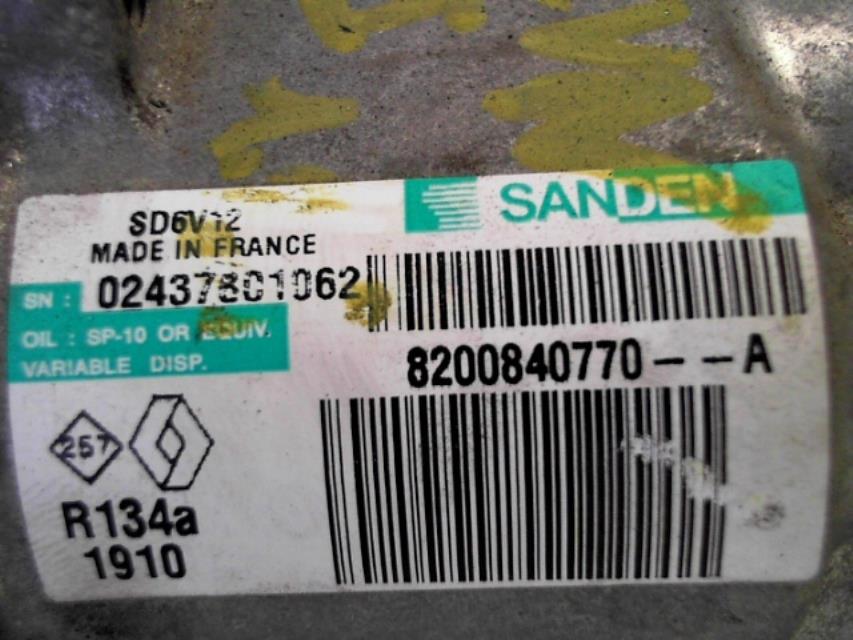 SANDEN
SD6V12
MADE IN FRANCE
SN : 02437801062
OIL : SP-10 OR EQUIV.
VARIABLE DISP.
8200840770--A
257
R134a
1910